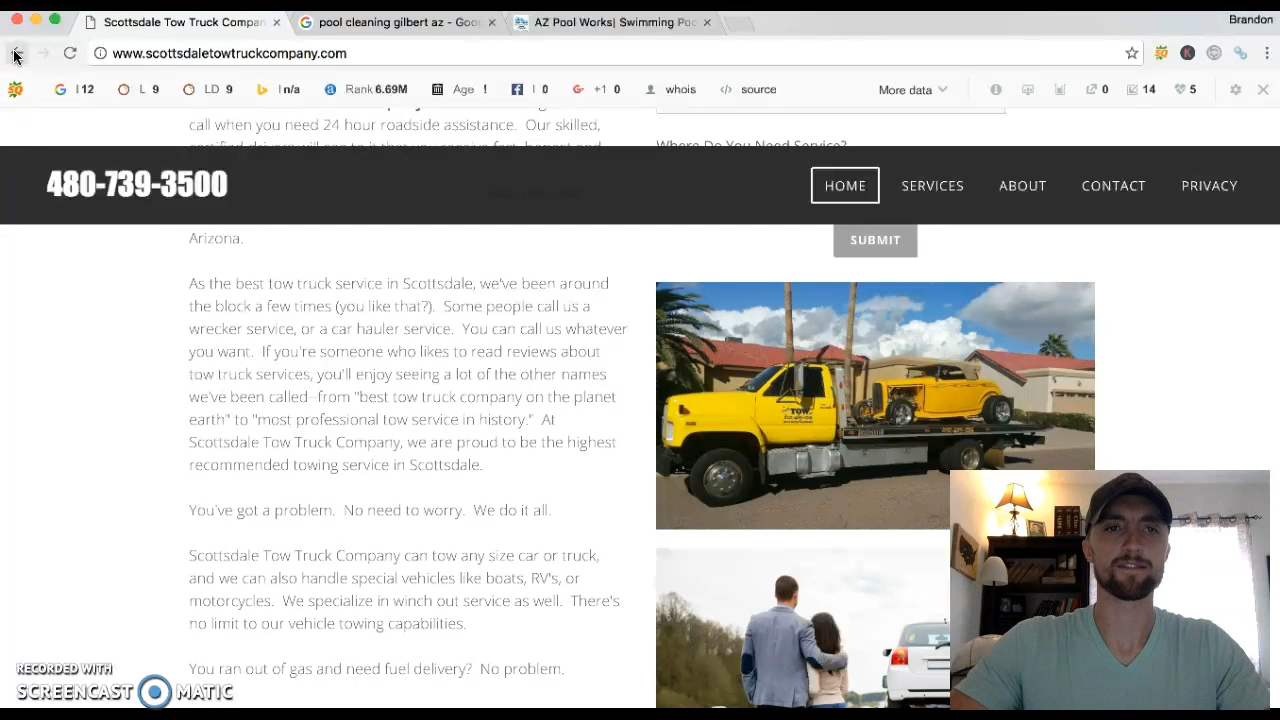 Scottsdale Tow Truck Compan × pool cleaning gilbert az - Goo × AZ Pool Works| Swimming Poo × Brandon
www.scottsdaletowtruckcompany.com
I 12 L 9 LD 9 I n/a Rank 6.69M Age ! I 0 +1 0 whois source More data 0 14 5
call when you need 24 hour roadside assistance. Our skilled,
Where Do You Need Service?
480-739-3500 HOME SERVICES ABOUT CONTACT PRIVACY
Arizona.
SUBMIT
As the best tow truck service in Scottsdale, we've been around
the block a few times (you like that?). Some people call us a
wrecker service, or a car hauler service. You can call us whatever
you want. If you're someone who likes to read reviews about
tow truck services, you'll enjoy seeing a lot of the other names
we've been called--from "best tow truck company on the planet
earth" to "most professional tow service in history." At
Scottsdale Tow Truck Company, we are proud to be the highest
recommended towing service in Scottsdale.
You've got a problem. No need to worry. We do it all.
Scottsdale Tow Truck Company can tow any size car or truck,
and we can also handle special vehicles like boats, RV's, or
motorcycles. We specialize in winch out service as well. There's
no limit to our vehicle towing capabilities.
You ran out of gas and need fuel delivery? No problem.
TOW
RECORDED WITH
SCREENCAST MATIC